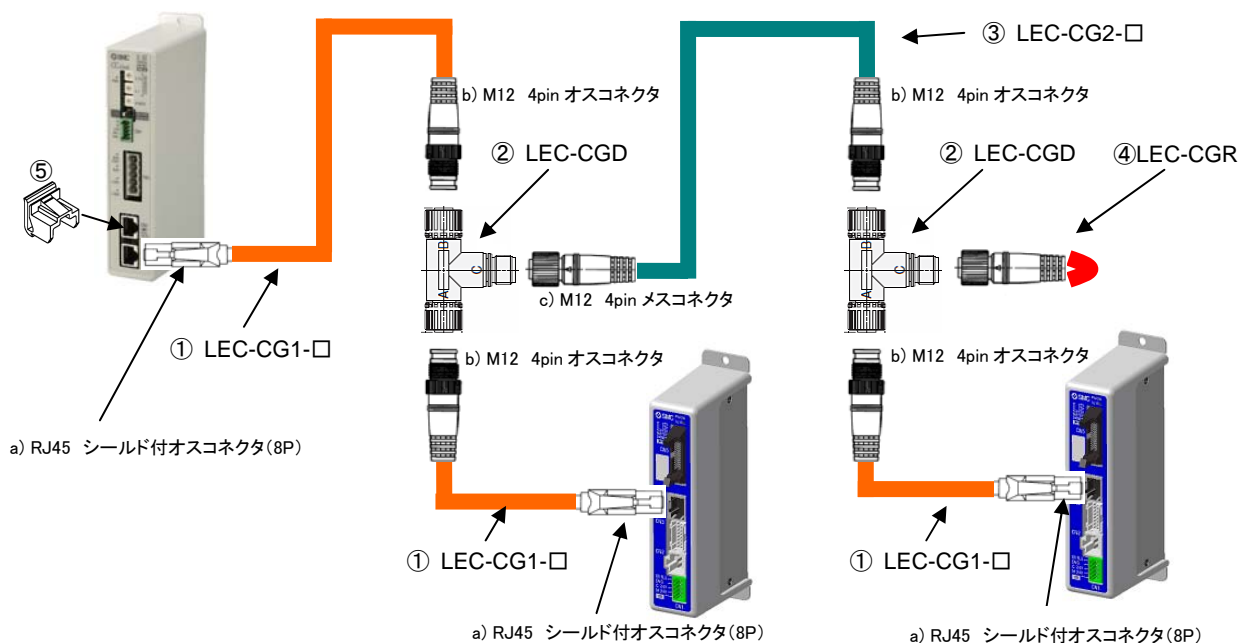 ③ LEC-CG2-□
b) M12 4pin オスコネクタ
b) M12 4pin オスコネクタ
② LEC-CGD
② LEC-CGD
④LEC-CGR
⑤
B
C
A
B
C
A
c) M12 4pin メスコネクタ
① LEC-CG1-□
b) M12 4pin オスコネクタ
b) M12 4pin オスコネクタ
a) RJ45 シールド付オスコネクタ(8P)
SMC
SMC
SMC
① LEC-CG1-□
① LEC-CG1-□
a) RJ45 シールド付オスコネクタ(8P)
a) RJ45 シールド付オスコネクタ(8P)